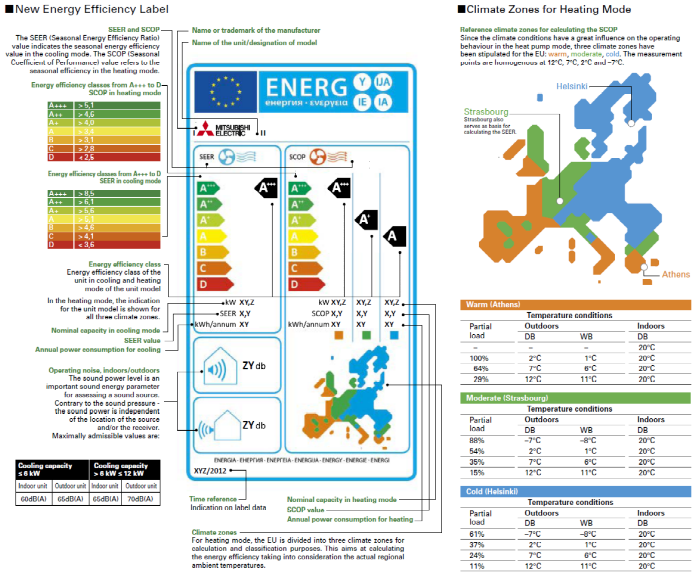 ■New Energy Efficiency Label
SEER and SCOP
The SEER (Seasonal Energy Efficiency Ratio)
value indicates the seasonal energy efficiency
value in the cooling mode. The SCOP (Seasonal
Coefficient of Performance) value refers to the
seasonal efficiency in the heating mode.
Energy efficiency classes from A+++ to D
SCOP in heating mode
A+++ > 5,1
A++ > 4,6
A+ > 4,0
A > 3,4
B > 3,1
C > 2,8
D < 2,5
Energy efficiency classes from A+++ to D
SEER in cooling mode
A+++ > 8,5
A++ > 6,1
A+ > 5,6
A > 5,1
B > 4,6
C > 4,1
D < 3,6
Energy efficiency class
Energy efficiency class of the
unit in cooling and heating
mode of the unit model
In the heating mode, the indication
for the unit model is shown for
all three climate zones.
Nominal capacity in cooling mode
SEER value
Annual power consumption for cooling
Operating noise, indoors/outdoors
The sound power level is an
important sound energy parameter
for assessing a sound source.
Contrary to the sound pressure -
the sound power is independent
of the location of the source
and/or the receiver.
Maximally admissible values are:
Cooling capacity ≤ 6 kW
Cooling capacity > 6 kW ≤ 12 kW
Indoor unit Outdoor unit Indoor unit Outdoor unit
60dB(A) 65dB(A) 65dB(A) 70dB(A)
Name or trademark of the manufacturer
Name of the unit/designation of model
ENERG
енергия · ενεργεια
Y IJA
IE IA
MITSUBISHI
ELECTRIC
II
SEER
SCOP
A+++
A++
A+
A
B
C
D
A+++
A+++
A++
A+
A
B
C
D
A+++
A+
A
kW XY,Z
SEER X,Y
kWh/annum XY
kW XY,Z XY,Z XY,Z
SCOP X,Y X,Y X,Y
kWh/annum XY XY XY
ZY db
ZY db
ENERGIA · ЕНЕРГИЯ · ΕΝΕΡΓΕΙΑ · ENERGIJA · ENERGY · ENERGIE · ENERGI
XYZ/2012
Time reference
Indication on label data
Nominal capacity in heating mode
SCOP value
Annual power consumption for heating
Climate zones
For heating mode, the EU is divided into three climate zones for
calculation and classification purposes. This aims at calculating
the energy efficiency taking into consideration the actual regional
ambient temperatures.
■Climate Zones for Heating Mode
Reference climate zones for calculating the SCOP
Since the climate conditions have a great influence on the operating
behaviour in the heat pump mode, three climate zones have
been stipulated for the EU: warm, moderate, cold. The measurement
points are homogenous at 12°C, 7°C, 2°C and –7°C.
Helsinki
Strasbourg
Strasbourg also
serves as basis for
calculating the SEER.
Athens
Warm (Athens)
Temperature conditions
Partial load Outdoors Indoors
DB WB DB
– – – 20°C
100% 2°C 1°C 20°C
64% 7°C 6°C 20°C
29% 12°C 11°C 20°C
Moderate (Strasbourg)
Temperature conditions
Partial load Outdoors Indoors
DB WB DB
88% –7°C –8°C 20°C
54% 2°C 1°C 20°C
35% 7°C 6°C 20°C
15% 12°C 11°C 20°C
Cold (Helsinki)
Temperature conditions
Partial load Outdoors Indoors
DB WB DB
61% –7°C –8°C 20°C
37% 2°C 1°C 20°C
24% 7°C 6°C 20°C
11% 12°C 11°C 20°C